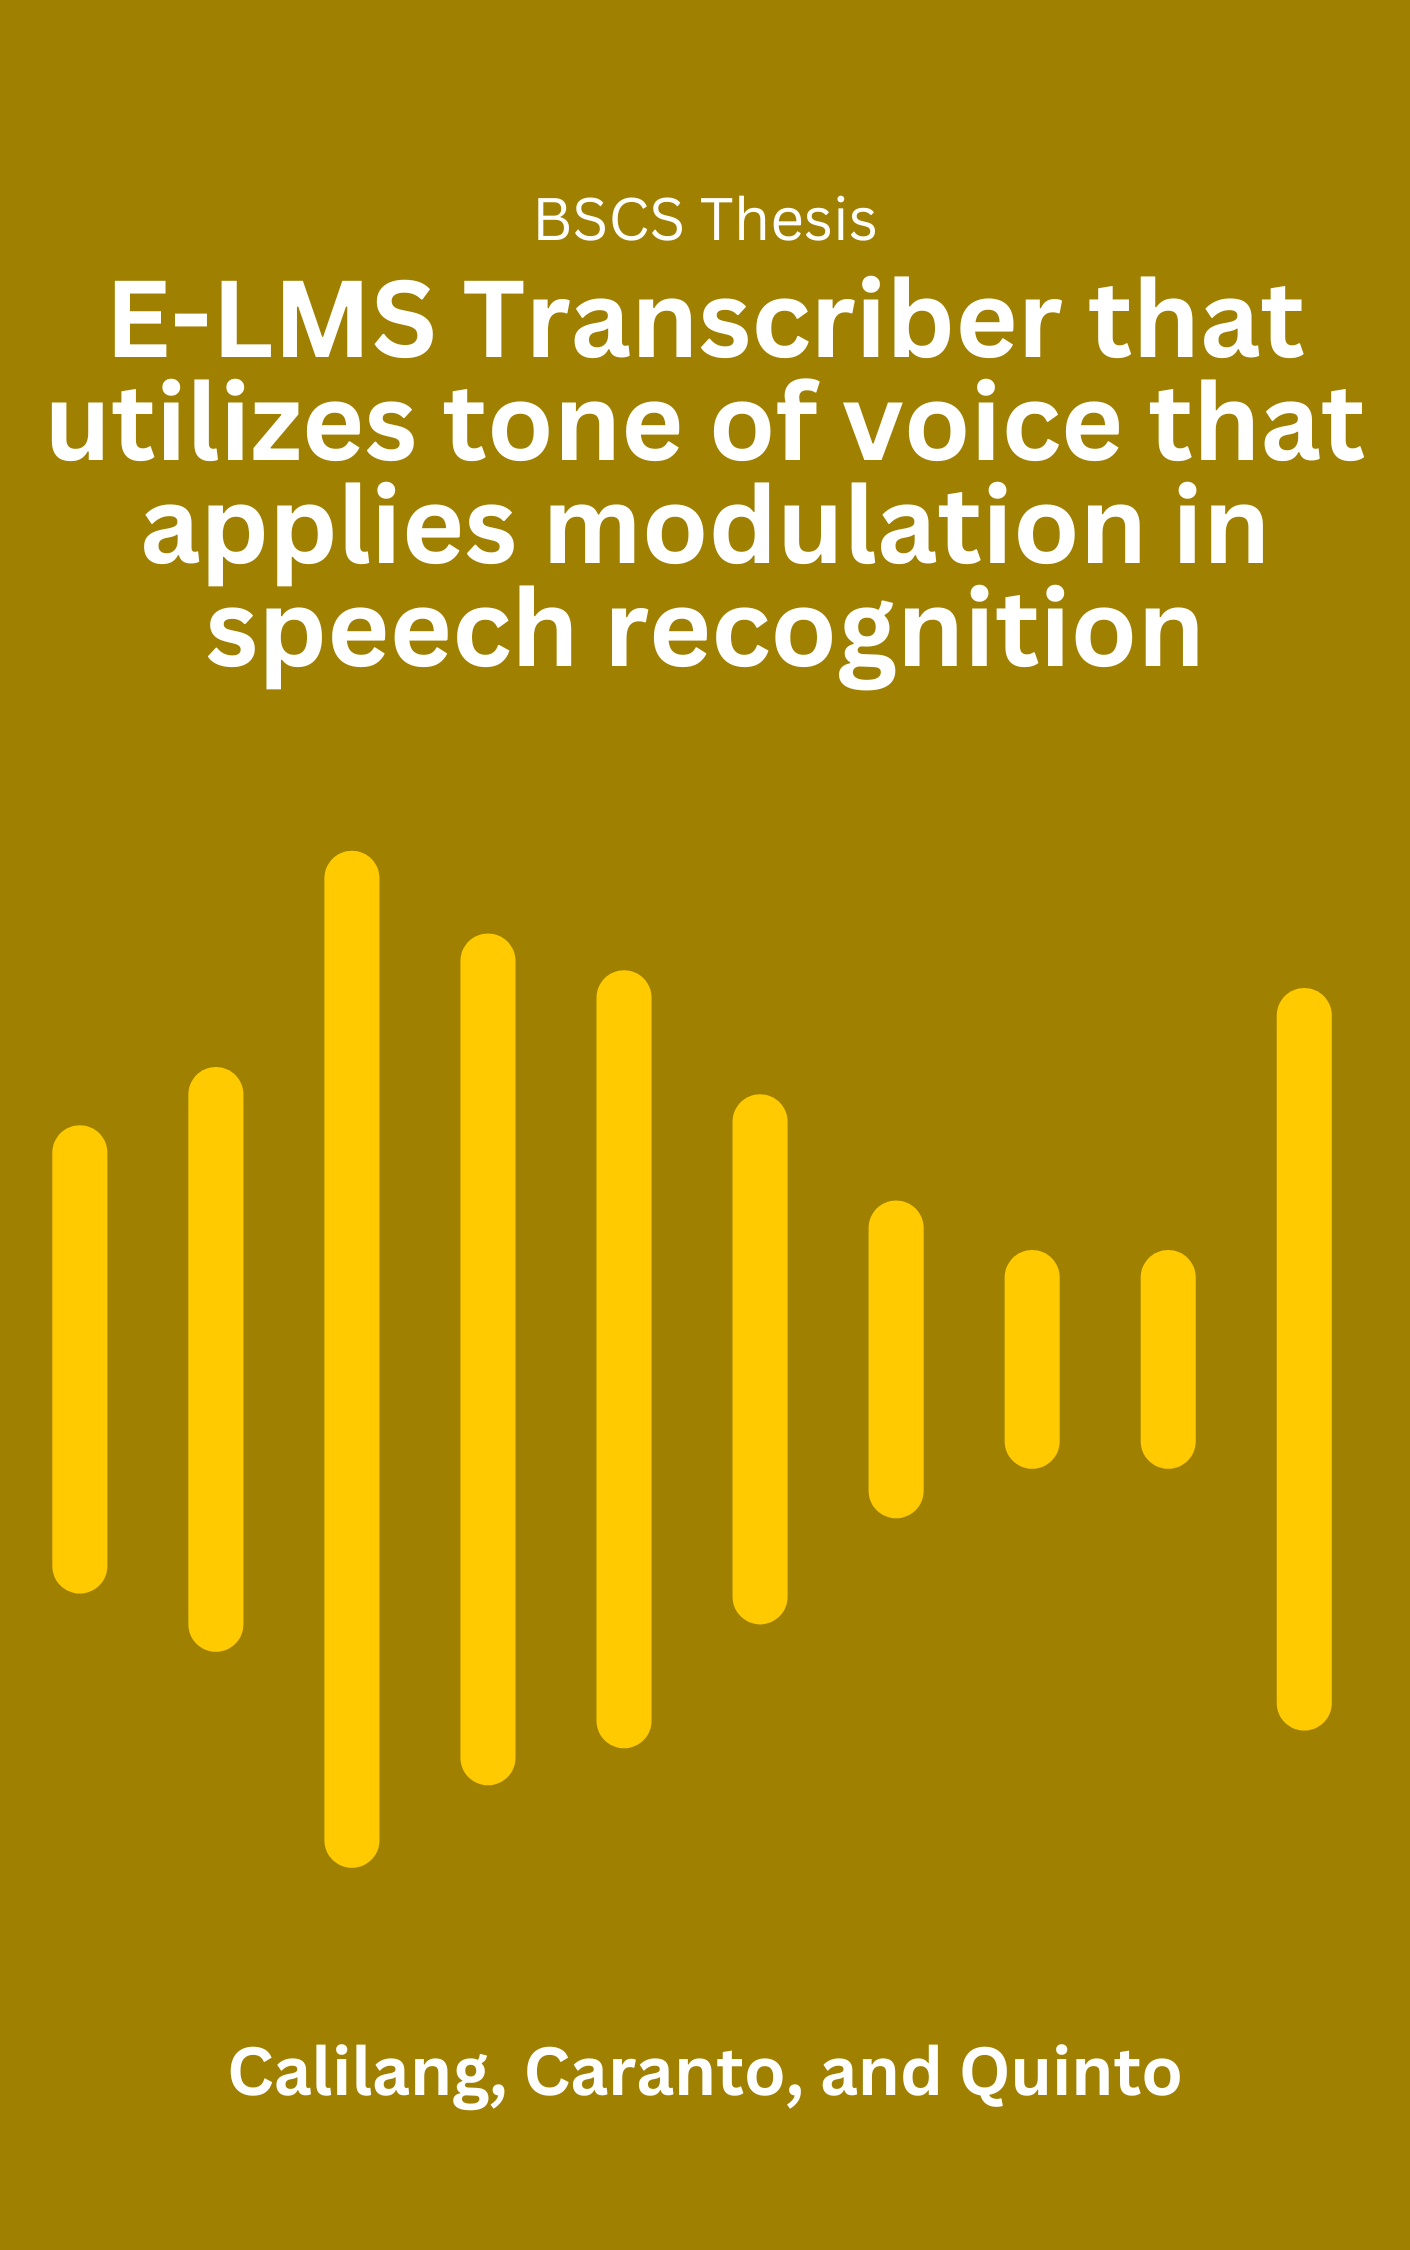 BSCS Thesis
E-LMS Transcriber that
utilizes tone of voice that
applies modulation in
speech recognition
Calilang, Caranto, and Quinto